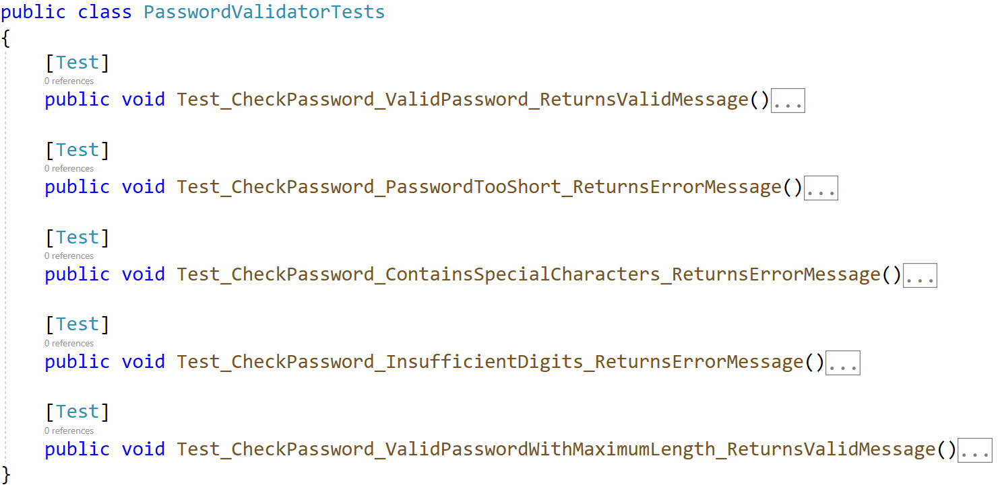 public class PasswordValidatorTests
{
[Test]
0 references
public void Test_CheckPassword_ValidPassword_ReturnsValidMessage()...
[Test]
0 references
public void Test_CheckPassword_PasswordTooShort_ReturnsErrorMessage()...
[Test]
0 references
public void Test_CheckPassword_ContainsSpecialCharacters_ReturnsErrorMessage()...
[Test]
0 references
public void Test_CheckPassword_InsufficientDigits_ReturnsErrorMessage()...
[Test]
0 references
public void Test_CheckPassword_ValidPasswordWithMaximumLength_ReturnsValidMessage()...
}